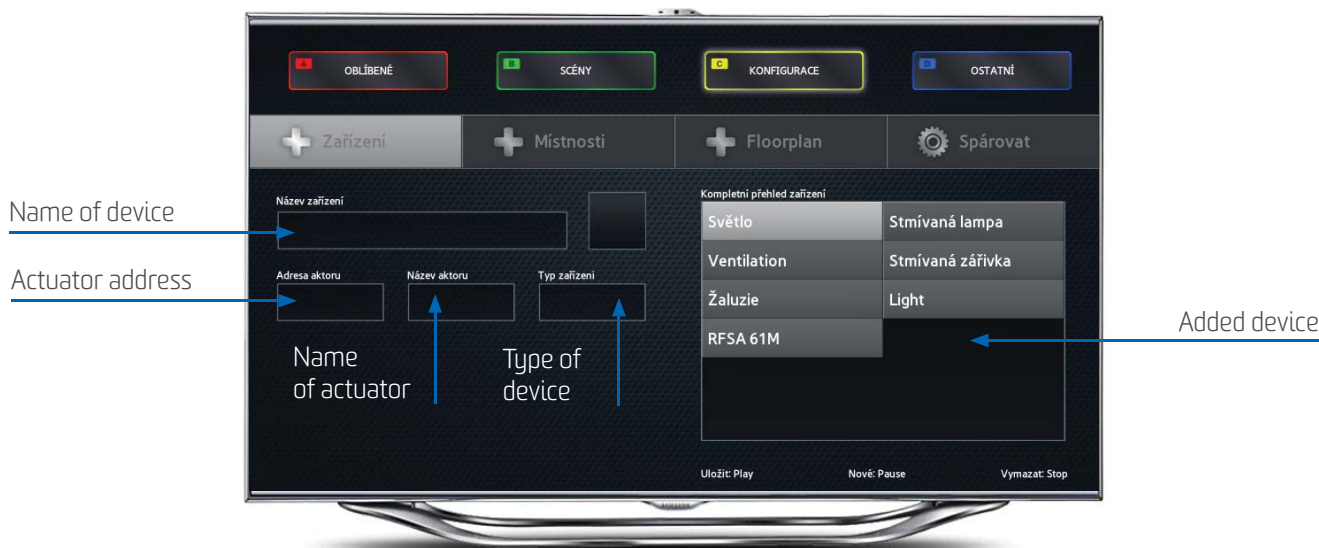 A OBLÍBENÉ
B SCÉNY
C KONFIGURACE
D OSTATNÍ
Zařízení
Místnosti
Floorplan
Spárovat
Name of device
Název zařízení
Actuator address
Adresa aktoru
Název aktoru
Typ zařízení
Name
of actuator
Type of
device
Kompletní přehled zařízení
Světlo
Stmívaná lampa
Ventilation
Stmívaná zářivka
Žaluzie
Light
RFSA 61M
Added device
Uložit: Play
Nové: Pause
Vymazat: Stop